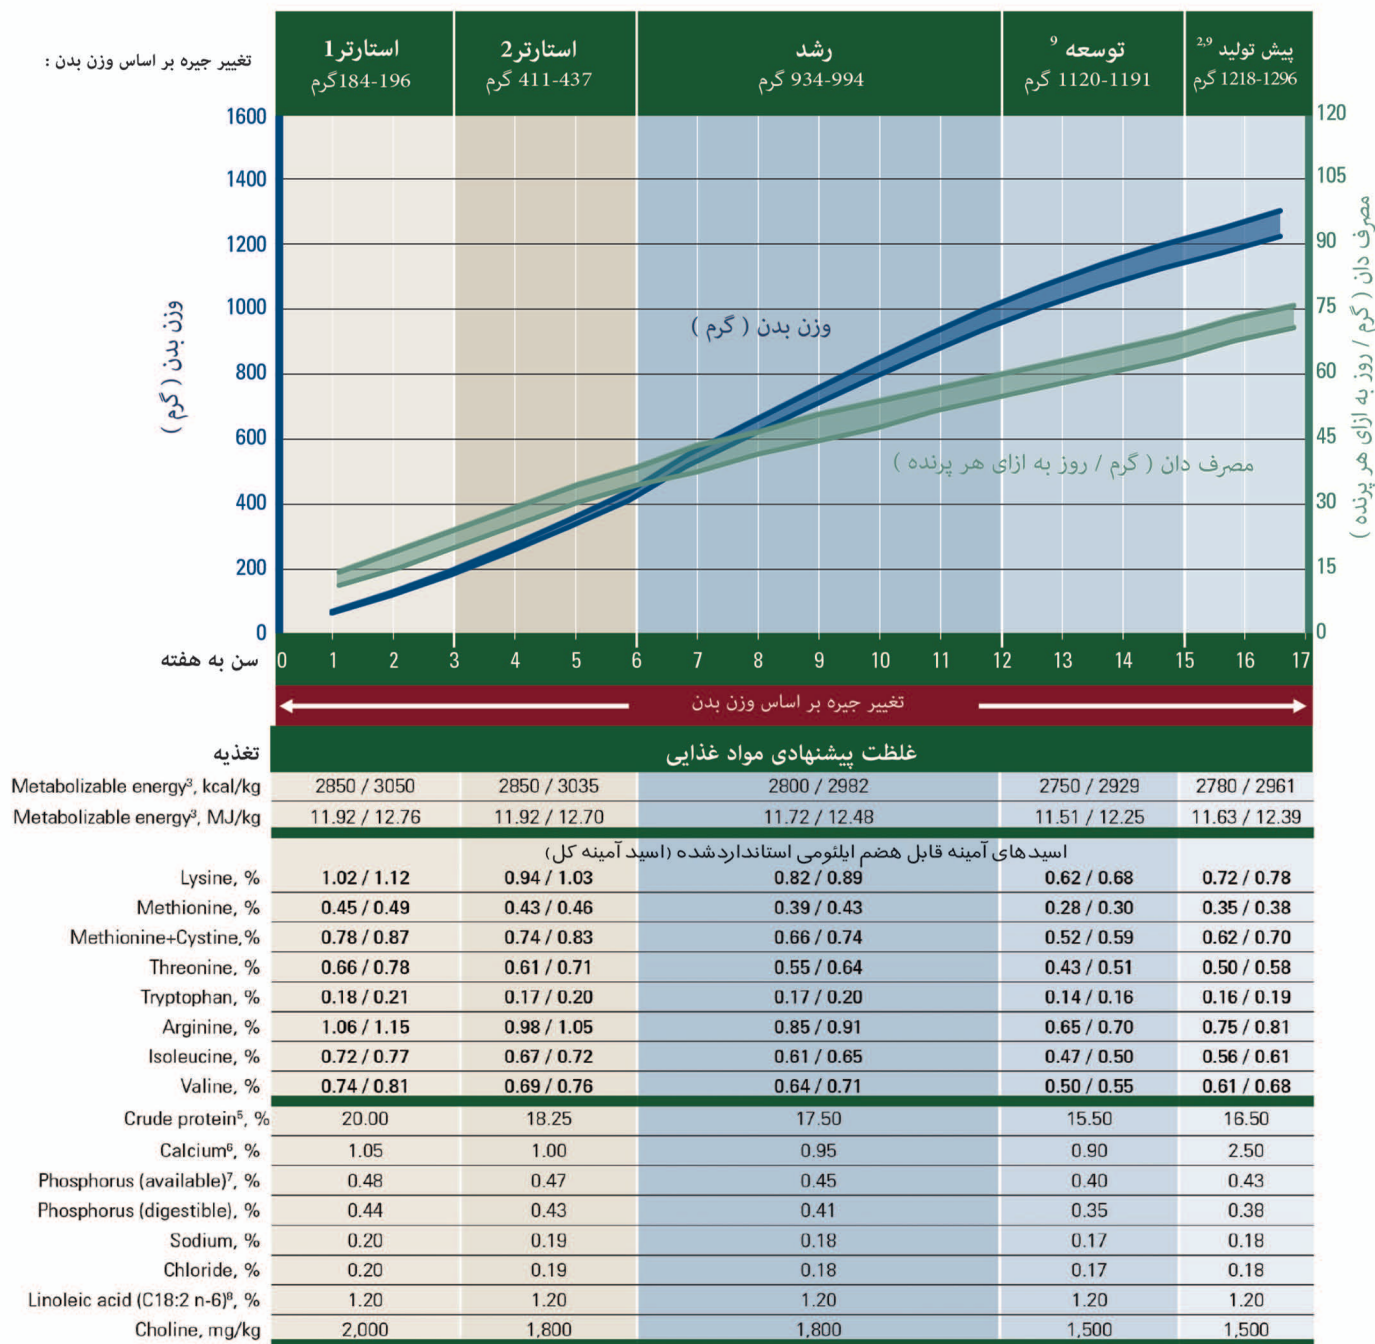 تغییر جیره بر اساس وزن بدن :
استارتر1
184-196گرم
استارتر2
411-437 گرم
رشد
934-994 گرم
توسعه ⁹
1120-1191 گرم
پیش تولید ²,⁹
1218-1296 گرم
1600
1400
1200
1000
800
600
400
200
0
وزن بدن ( گرم )
وزن بدن ( گرم )
مصرف دان ( گرم / روز به ازای هر پرنده )
120
105
90
75
60
45
30
15
0
مصرف دان ( گرم / روز به ازای هر پرنده )
سن به هفته 0 1 2 3 4 5 6 7 8 9 10 11 12 13 14 15 16 17
تغییر جیره بر اساس وزن بدن
تغذیه
غلظت پیشنهادی مواد غذایی
Metabolizable energy³, kcal/kg 2850 / 3050 2850 / 3035 2800 / 2982 2750 / 2929 2780 / 2961
Metabolizable energy³, MJ/kg 11.92 / 12.76 11.92 / 12.70 11.72 / 12.48 11.51 / 12.25 11.63 / 12.39
اسیدهای آمینه قابل هضم ایلئومی استانداردشده (اسید آمینه کل)
Lysine, % 1.02 / 1.12 0.94 / 1.03 0.82 / 0.89 0.62 / 0.68 0.72 / 0.78
Methionine, % 0.45 / 0.49 0.43 / 0.46 0.39 / 0.43 0.28 / 0.30 0.35 / 0.38
Methionine+Cystine,% 0.78 / 0.87 0.74 / 0.83 0.66 / 0.74 0.52 / 0.59 0.62 / 0.70
Threonine, % 0.66 / 0.78 0.61 / 0.71 0.55 / 0.64 0.43 / 0.51 0.50 / 0.58
Tryptophan, % 0.18 / 0.21 0.17 / 0.20 0.17 / 0.20 0.14 / 0.16 0.16 / 0.19
Arginine, % 1.06 / 1.15 0.98 / 1.05 0.85 / 0.91 0.65 / 0.70 0.75 / 0.81
Isoleucine, % 0.72 / 0.77 0.67 / 0.72 0.61 / 0.65 0.47 / 0.50 0.56 / 0.61
Valine, % 0.74 / 0.81 0.69 / 0.76 0.64 / 0.71 0.50 / 0.55 0.61 / 0.68
Crude protein⁵, % 20.00 18.25 17.50 15.50 16.50
Calcium⁶, % 1.05 1.00 0.95 0.90 2.50
Phosphorus (available)⁷, % 0.48 0.47 0.45 0.40 0.43
Phosphorus (digestible), % 0.44 0.43 0.41 0.35 0.38
Sodium, % 0.20 0.19 0.18 0.17 0.18
Chloride, % 0.20 0.19 0.18 0.17 0.18
Linoleic acid (C18:2 n-6)⁸, % 1.20 1.20 1.20 1.20 1.20
Choline, mg/kg 2,000 1,800 1,800 1,500 1,500